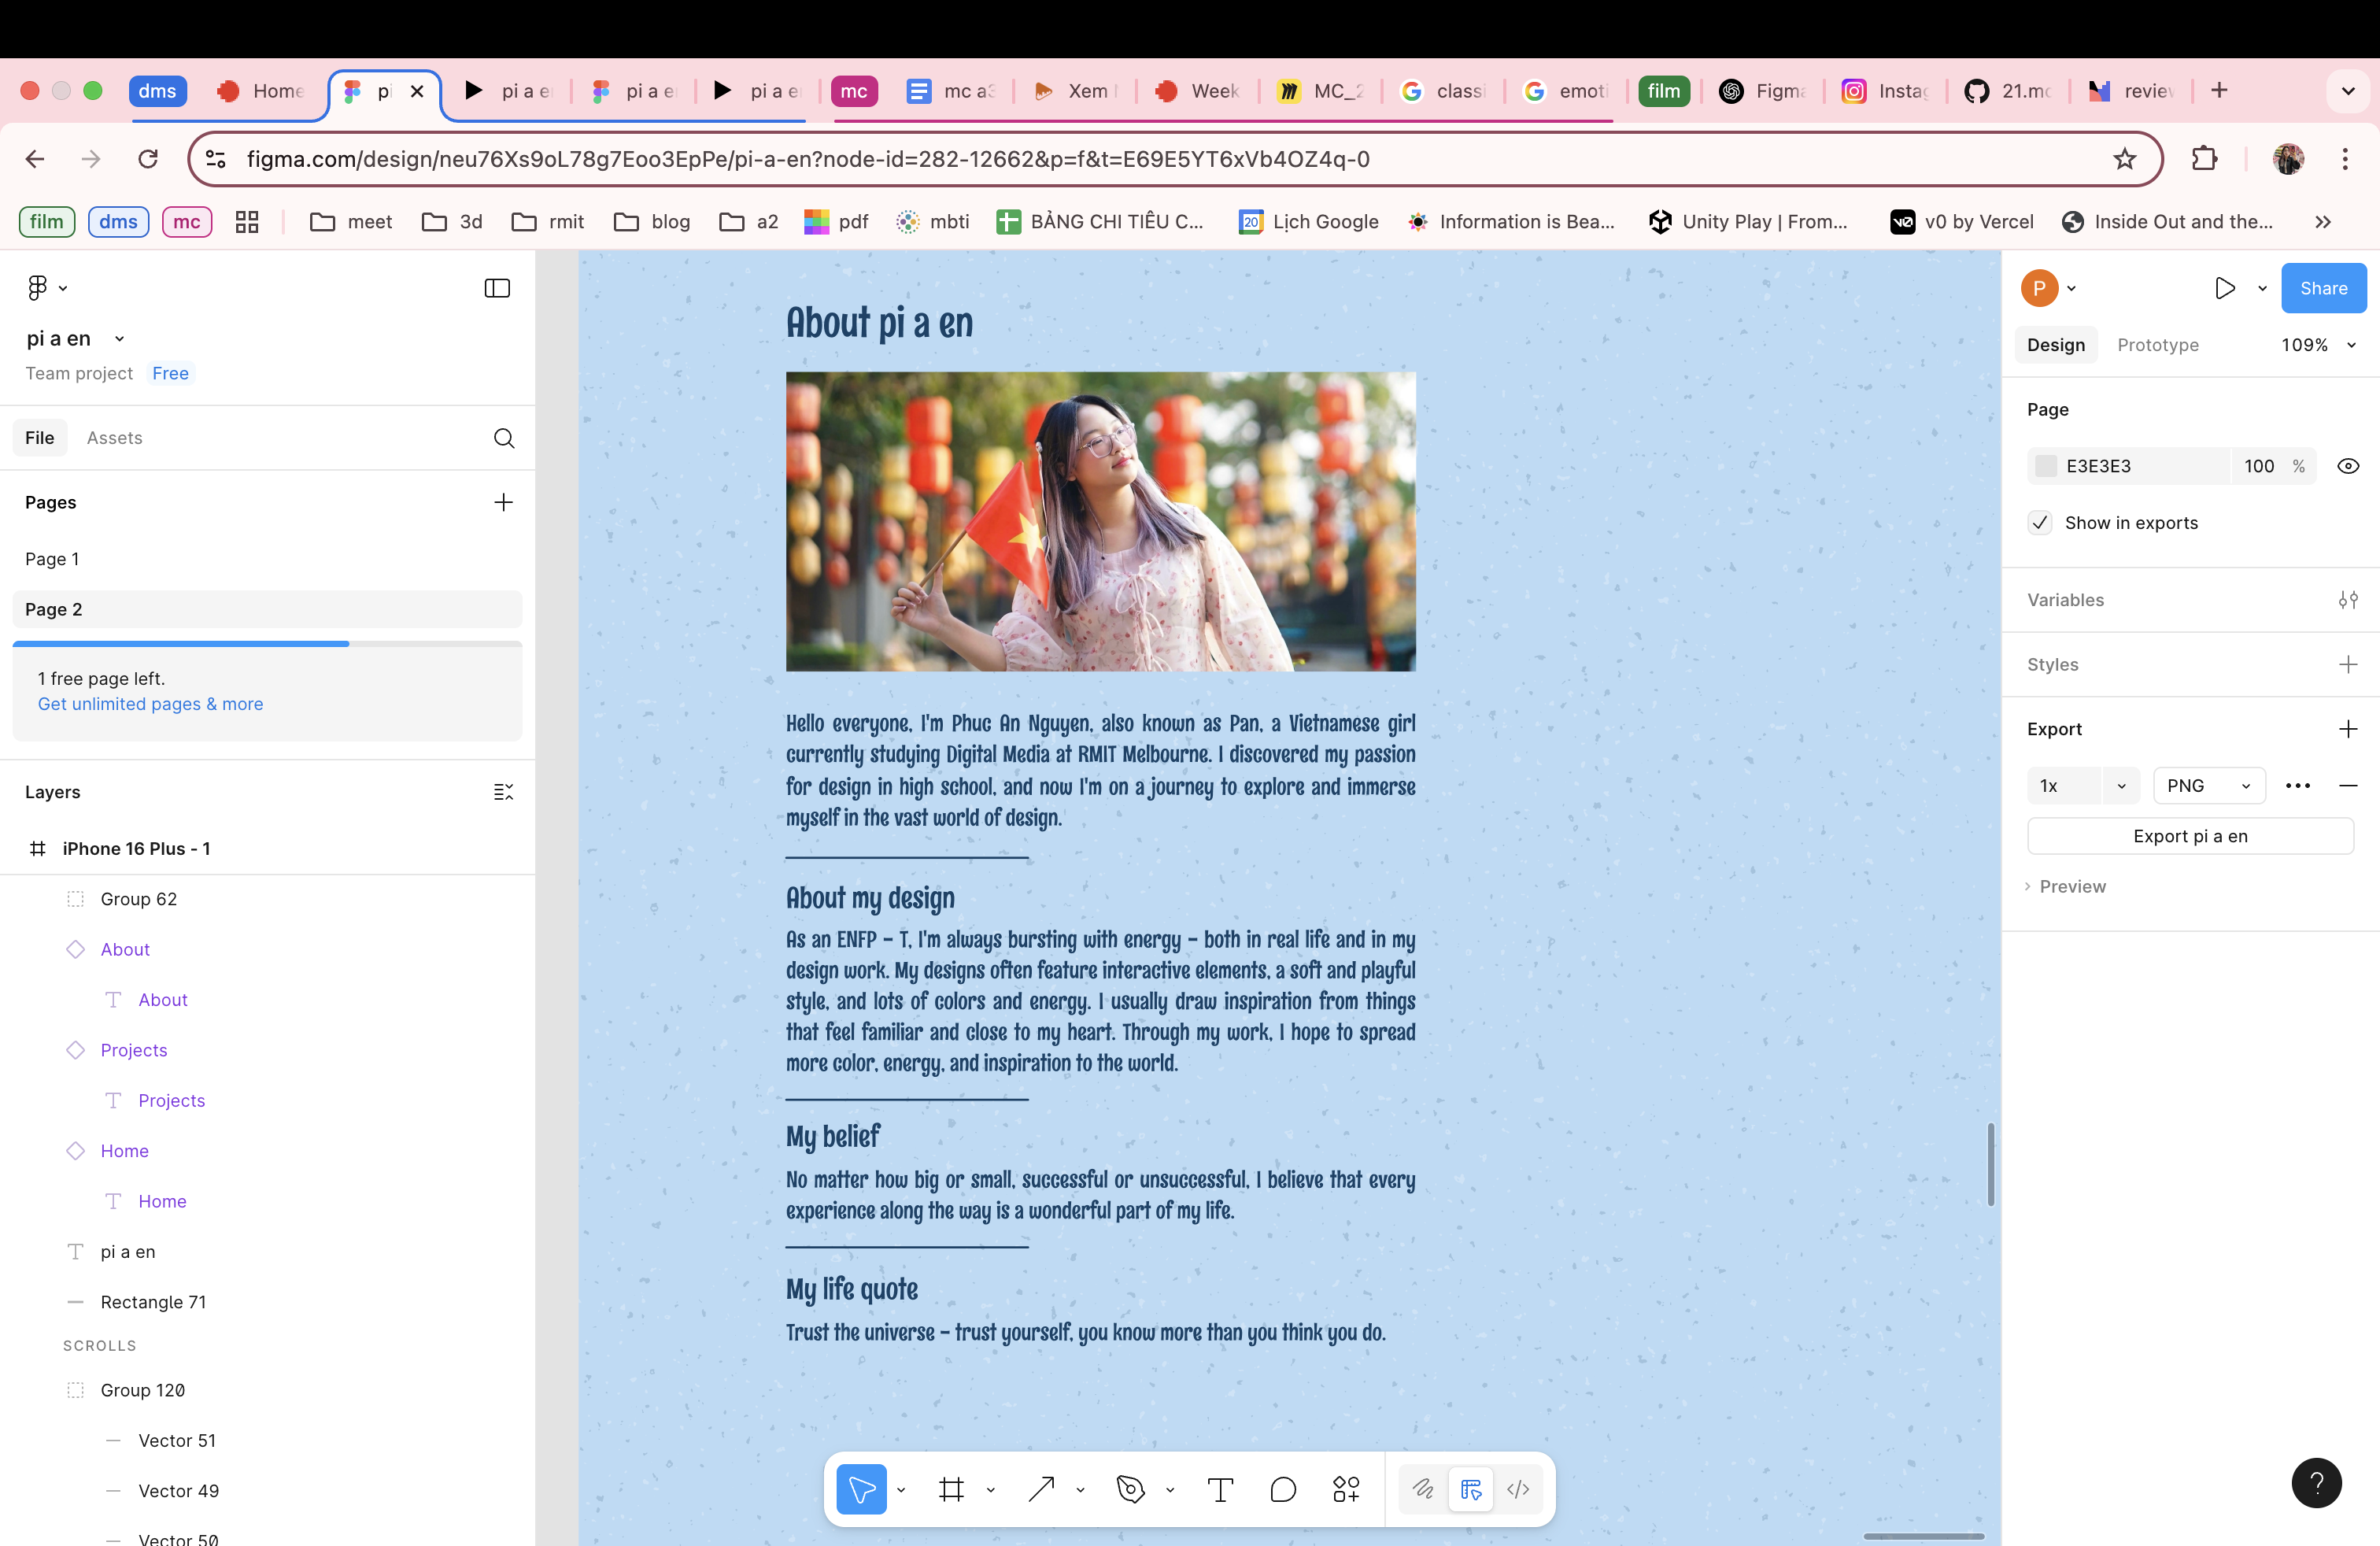 dms
Home
pi
pi a e
pi a e
pi a e
mc
mc a3
Xem
Week
MC_2
classi
emoti
film
Figma
Insta
21.mc
review
figma.com/design/neu76Xs9oL78g7Eoo3EpPe/pi-a-en?node-id=282-12662&p=f&t=E69E5YT6xVb4OZ4q-0
film
dms
mc
meet
3d
rmit
blog
a2
pdf
mbti
BẢNG CHI TIÊU C...
Lịch Google
Information is Bea...
Unity Play | From...
v0 by Vercel
Inside Out and the...
pi a en
Team project Free
File Assets
Pages
Page 1
Page 2
1 free page left.
Get unlimited pages & more
Layers
iPhone 16 Plus - 1
Group 62
About
About
Projects
Projects
Home
Home
pi a en
Rectangle 71
SCROLLS
Group 120
Vector 51
Vector 49
Vector 50
About pi a en
Hello everyone, I'm Phuc An Nguyen, also known as Pan, a Vietnamese girl
currently studying Digital Media at RMIT Melbourne. I discovered my passion
for design in high school, and now I'm on a journey to explore and immerse
myself in the vast world of design.
About my design
As an ENFP – T, I'm always bursting with energy – both in real life and in my
design work. My designs often feature interactive elements, a soft and playful
style, and lots of colors and energy. I usually draw inspiration from things
that feel familiar and close to my heart. Through my work, I hope to spread
more color, energy, and inspiration to the world.
My belief
No matter how big or small, successful or unsuccessful, I believe that every
experience along the way is a wonderful part of my life.
My life quote
Trust the universe – trust yourself, you know more than you think you do.
P
Share
Design Prototype 109%
Page
E3E3E3 100 %
Show in exports
Variables
Styles
Export
1x PNG
Export pi a en
Preview
?